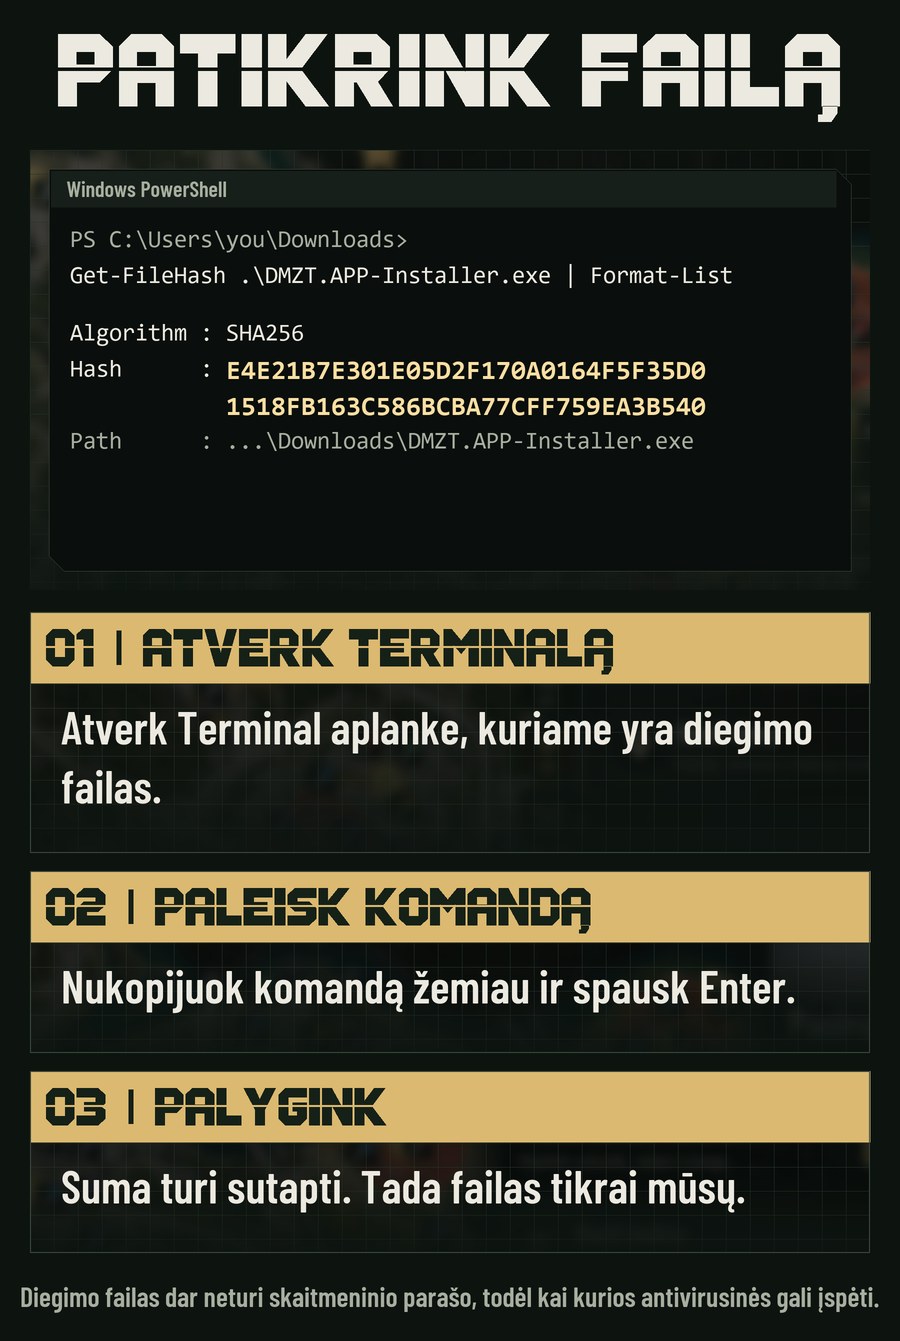 PATIKRINK FAILĄ
Windows PowerShell
PS C:\Users\you\Downloads>
Get-FileHash .\DMZT.APP-Installer.exe | Format-List
Algorithm : SHA256
Hash : E4E21B7E301E05D2F170A0164F5F35D0
1518FB163C586BCBA77CFF759EA3B540
Path : ...\Downloads\DMZT.APP-Installer.exe
01 | ATVERK TERMINALĄ
Atverk Terminal aplanke, kuriame yra diegimo
failas.
02 | PALEISK KOMANDĄ
Nukopijuok komandą žemiau ir spausk Enter.
03 | PALYGINK
Suma turi sutapti. Tada failas tikrai mūsų.
Diegimo failas dar neturi skaitmeninio parašo, todėl kai kurios antivirusinės gali įspėti.